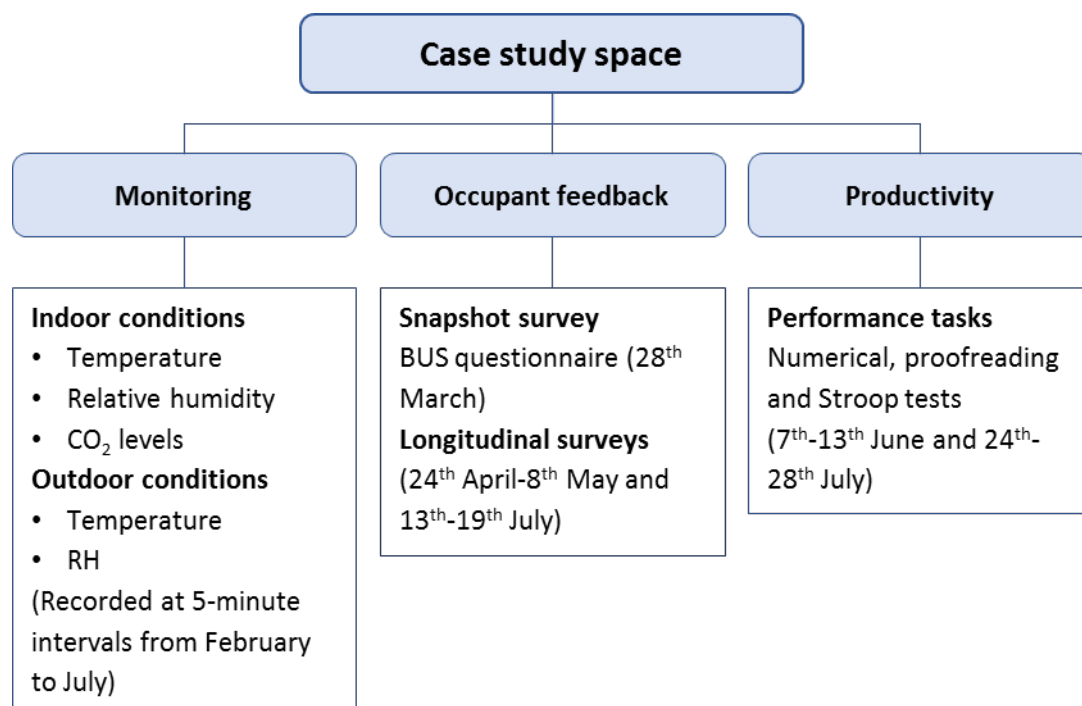 Case study space
Monitoring
Occupant feedback
Productivity
Indoor conditions
• Temperature
• Relative humidity
• CO₂ levels
Outdoor conditions
• Temperature
• RH
(Recorded at 5-minute
intervals from February
to July)
Snapshot survey
BUS questionnaire (28th
March)
Longitudinal surveys
(24th April-8th May and
13th-19th July)
Performance tasks
Numerical, proofreading
and Stroop tests
(7th-13th June and 24th-
28th July)